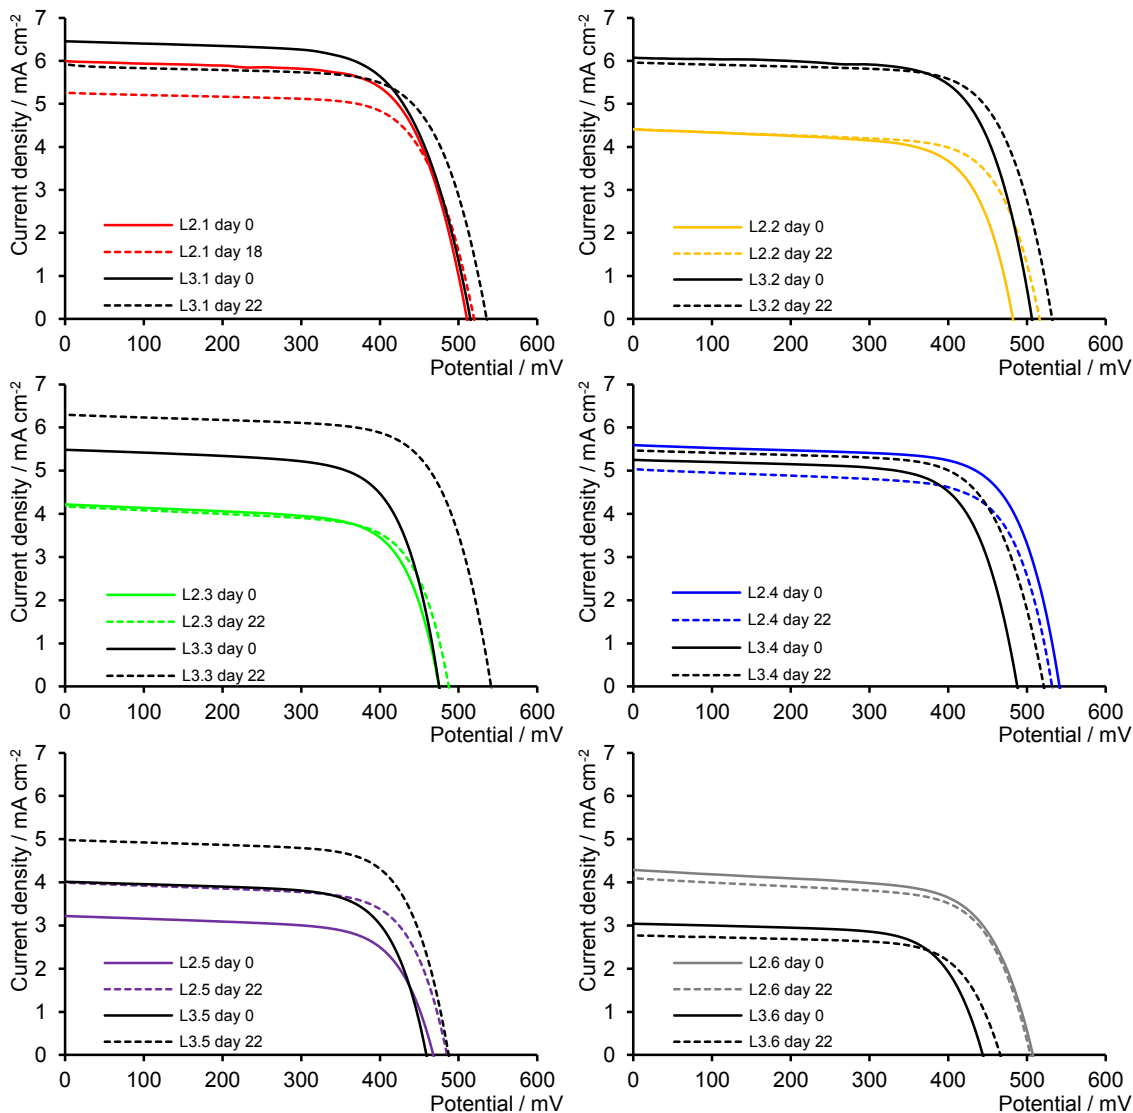 Current density / mA cm-2
7
6
5
4
3
2
1
0
L2.1 day 0
L2.1 day 18
L3.1 day 0
L3.1 day 22
0 100 200 300 400 500 600
Potential / mV
Current density / mA cm-2
7
6
5
4
3
2
1
0
L2.2 day 0
L2.2 day 22
L3.2 day 0
L3.2 day 22
0 100 200 300 400 500 600
Potential / mV
Current density / mA cm-2
7
6
5
4
3
2
1
0
L2.3 day 0
L2.3 day 22
L3.3 day 0
L3.3 day 22
0 100 200 300 400 500 600
Potential / mV
Current density / mA cm-2
7
6
5
4
3
2
1
0
L2.4 day 0
L2.4 day 22
L3.4 day 0
L3.4 day 22
0 100 200 300 400 500 600
Potential / mV
Current density / mA cm-2
7
6
5
4
3
2
1
0
L2.5 day 0
L2.5 day 22
L3.5 day 0
L3.5 day 22
0 100 200 300 400 500 600
Potential / mV
Current density / mA cm-2
7
6
5
4
3
2
1
0
L2.6 day 0
L2.6 day 22
L3.6 day 0
L3.6 day 22
0 100 200 300 400 500 600
Potential / mV